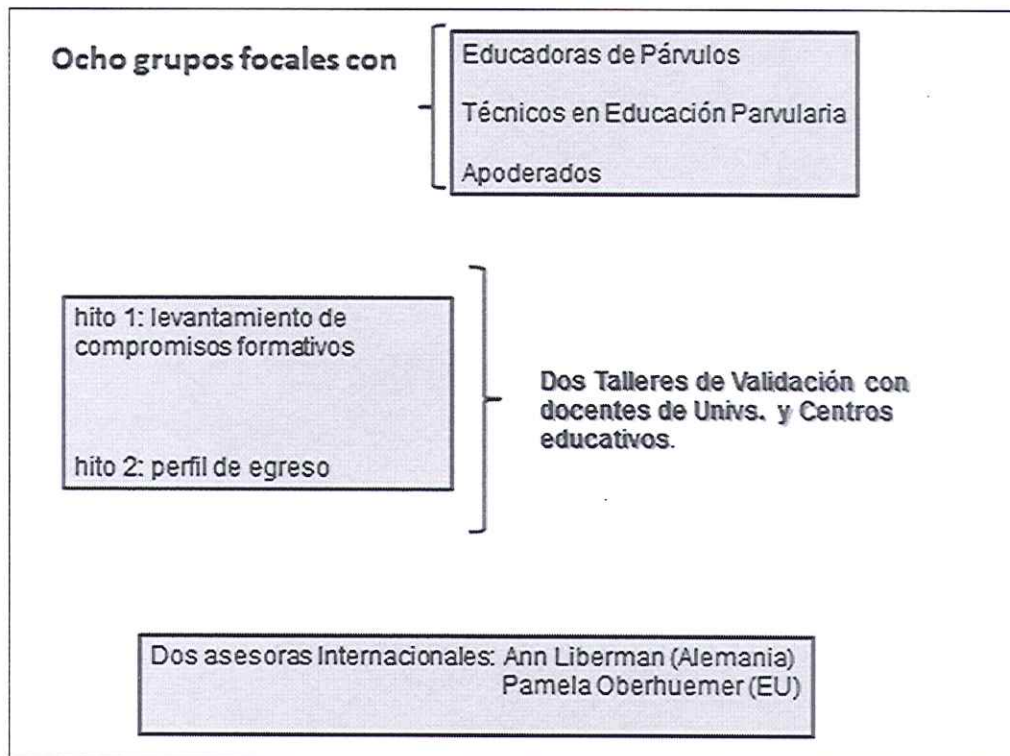 Ocho grupos focales con
Educadoras de Párvulos
Técnicos en Educación Parvularia
Apoderados
hito 1: levantamiento de
compromisos formativos
hito 2: perfil de egreso
Dos Talleres de Validación con
docentes de Univs. y Centros
educativos.
Dos asesoras Internacionales: Ann Liberman (Alemania)
Pamela Oberhuemer (EU)